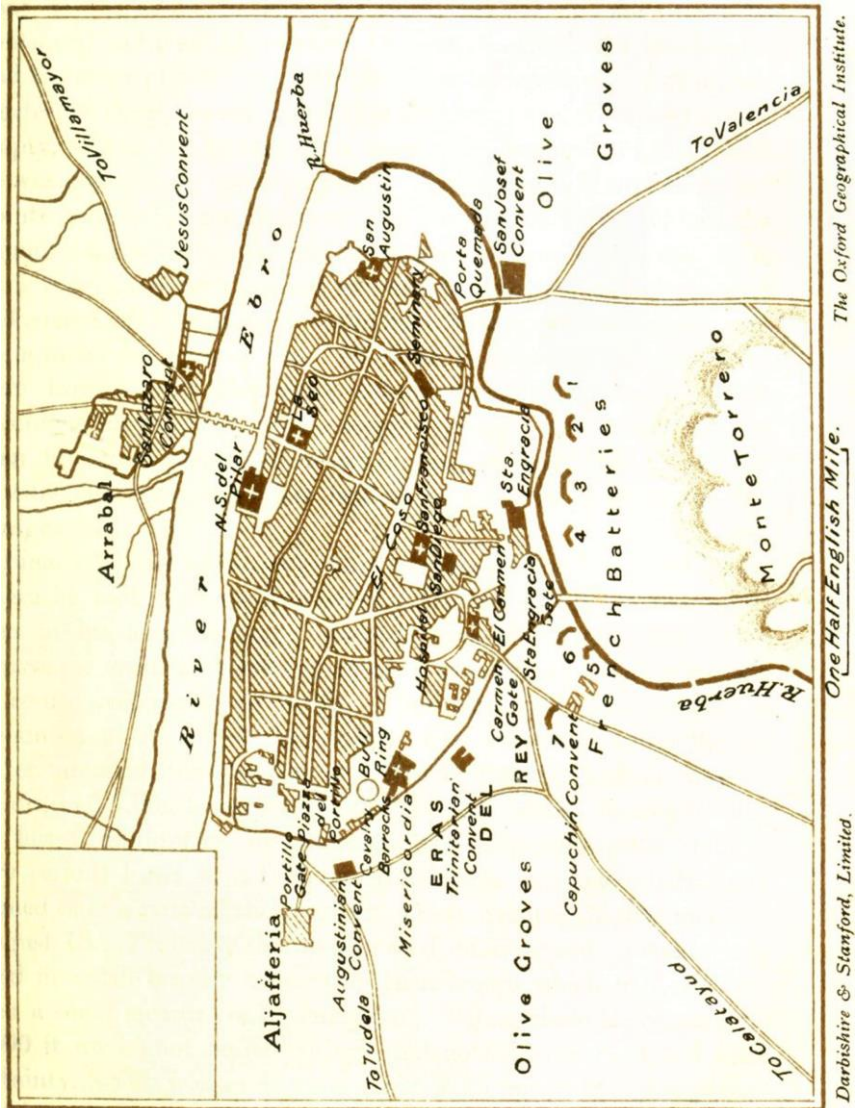 To Villamayor
Jesus Convent
San Lazaro
Convent
Arrabal
River Ebro
R. Huerba
N.S. del
Pilar
La
Seo
San
Augustin
Seminary
Porta
Quemada
San Josef
Convent
Olive
Groves
To Valencia
El Coso
San Francisco
San Diego
Hospital
Sta.
Engracia
El Carmen
Sta Engracia
Gate
Carmen
Gate
Portillo
Gate
Piazza
del
Portillo
Bull
Ring
Cavalry
Barracks
Misericordia
Aljafferia
Augustinian
Convent
To Tudela
ERAS
DEL
REY
Trinitarian
Convent
Capuchin Convent
Olive Groves
To Calatayud
1
2
3
4
5
6
7
French Batteries
Monte Torrero
R. Huerba
One Half English Mile.
Darbishire & Stanford, Limited.
The Oxford Geographical Institute.